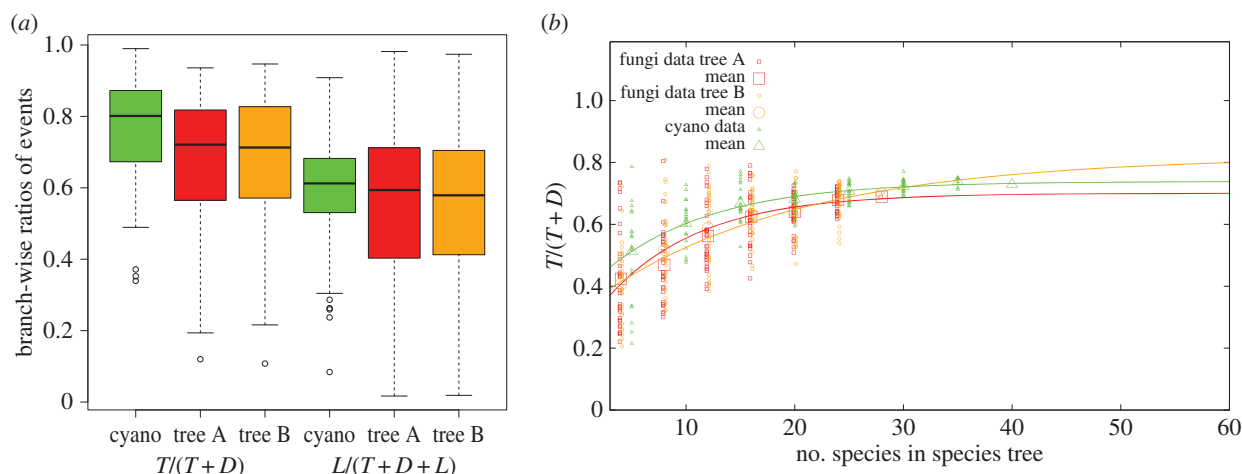 (a)
branch-wise ratios of events
1.0
0.8
0.6
0.4
0.2
0
cyano tree A tree B cyano tree A tree B
T/(T+D) L/(T+D+L)
(b)
T/(T+D)
fungi data tree A
mean
fungi data tree B
mean
cyano data
mean
1.0
0.8
0.6
0.4
0.2
0
10 20 30 40 50 60
no. species in species tree